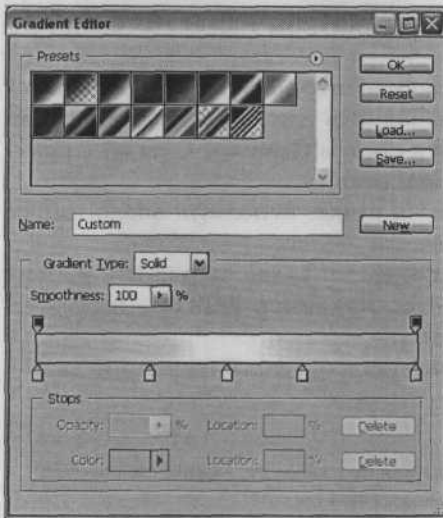 Gradient Editor
Presets
OK
Reset
Load...
Save...
Name: Custom
New
Gradient Type: Solid
Smoothness: 100 %
Stops
Opacity: % Location: % Delete
Color: Location: % Delete